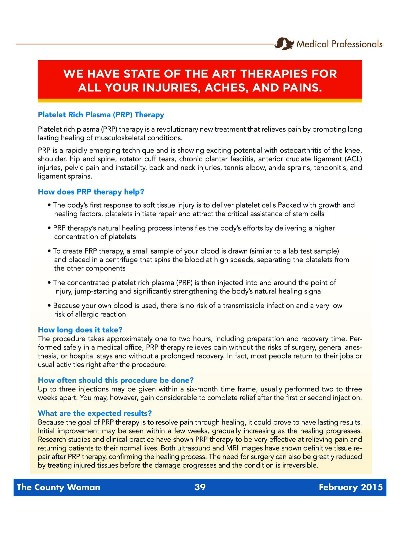 Medical Professionals
WE HAVE STATE OF THE ART THERAPIES FOR
ALL YOUR INJURIES, ACHES, AND PAINS.
Platelet Rich Plasma (PRP) Therapy
Platelet rich plasma (PRP) therapy is a revolutionary new treatment that relieves pain by promoting long
lasting healing of musculoskeletal conditions.
PRP is a rapidly emerging technique and is showing exciting potential with osteoarthritis of the knee,
shoulder, hip and spine, rotator cuff tears, chronic plantar fasciitis, anterior cruciate ligament (ACL)
injuries, pelvic pain and instability, back and neck injuries, tennis elbow, ankle sprains, tendonitis, and
ligament sprains.
How does PRP therapy help?
• The body's first response to soft tissue injury is to deliver platelet cells Packed with growth and
healing factors, platelets initiate repair and attract the critical assistance of stem cells
• PRP therapy's natural healing process intensifies the body's efforts by delivering a higher
concentration of platelets
• To create PRP therapy, a small sample of your blood is drawn (similar to a lab test sample)
and placed in a centrifuge that spins the blood at high speeds, separating the platelets from
the other components
• The concentrated platelet rich plasma (PRP) is then injected into and around the point of
injury, jump-starting and significantly strengthening the body's natural healing signal
• Because your own blood is used, there is no risk of a transmissible infection and a very low
risk of allergic reaction
How long does it take?
The procedure takes approximately one to two hours, including preparation and recovery time. Per-
formed safely in a medical office, PRP therapy relieves pain without the risks of surgery, general anes-
thesia, or hospital stays and without a prolonged recovery. In fact, most people return to their jobs or
usual activities right after the procedure.
How often should this procedure be done?
Up to three injections may be given within a six-month time frame, usually performed two to three
weeks apart. You may, however, gain considerable to complete relief after the first or second injection.
What are the expected results?
Because the goal of PRP therapy is to resolve pain through healing, it could prove to have lasting results.
Initial improvement may be seen within a few weeks, gradually increasing as the healing progresses.
Research studies and clinical practice have shown PRP therapy to be very effective at relieving pain and
returning patients to their normal lives. Both ultrasound and MRI images have shown definitive tissue re-
pair after PRP therapy, confirming the healing process. The need for surgery can also be greatly reduced
by treating injured tissues before the damage progresses and the condition is irreversible.
The County Woman 39 February 2015